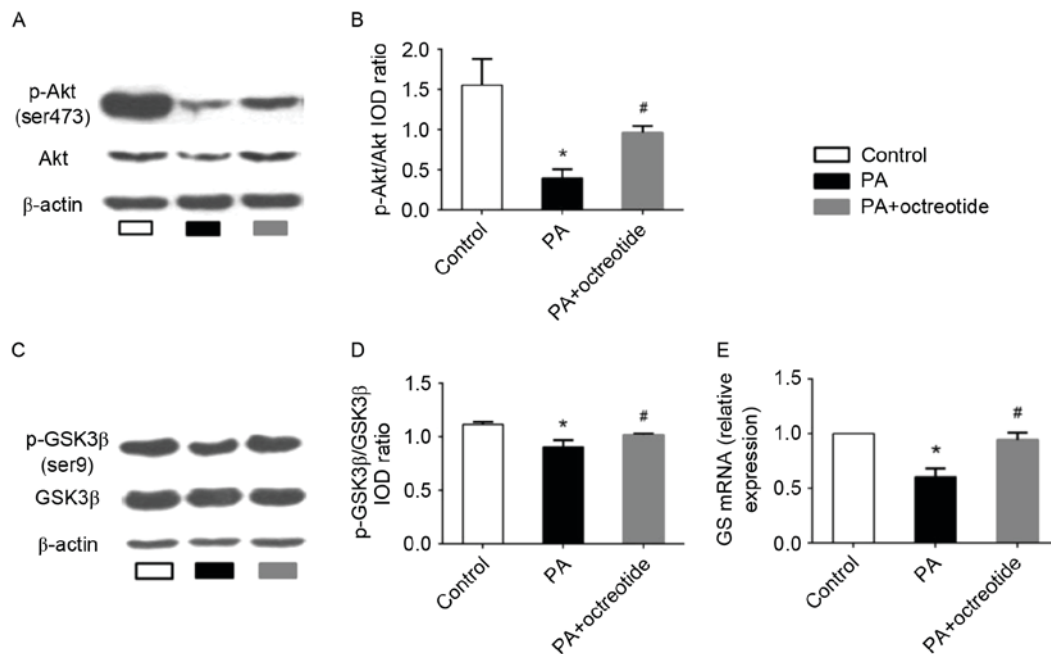 A
p-Akt
(ser473)
Akt
β-actin
B
p-Akt/Akt IOD ratio
2.0
1.5
1.0
0.5
0.0
*
#
Control
PA
PA+octreotide
Control
PA
PA+octreotide
C
p-GSK3β
(ser9)
GSK3β
β-actin
D
p-GSK3β/GSK3β
IOD ratio
1.5
1.0
0.5
0.0
*
#
Control
PA
PA+octreotide
E
GS mRNA (relative
expression)
1.5
1.0
0.5
0.0
*
#
Control
PA
PA+octreotide